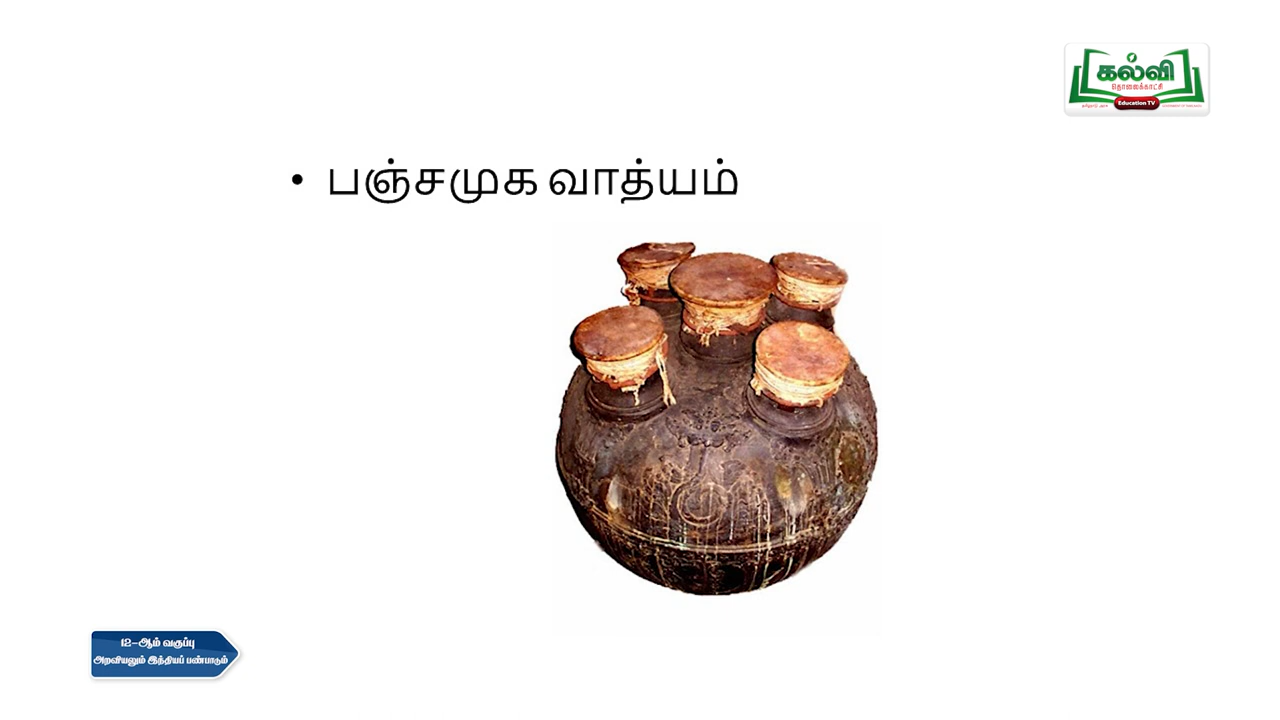 கல்வி
தொலைக்காட்சி
Education TV
• பஞ்சமுக வாத்யம்
12-ஆம் வகுப்பு
அறவியலும் இந்தியப் பண்பாடும்